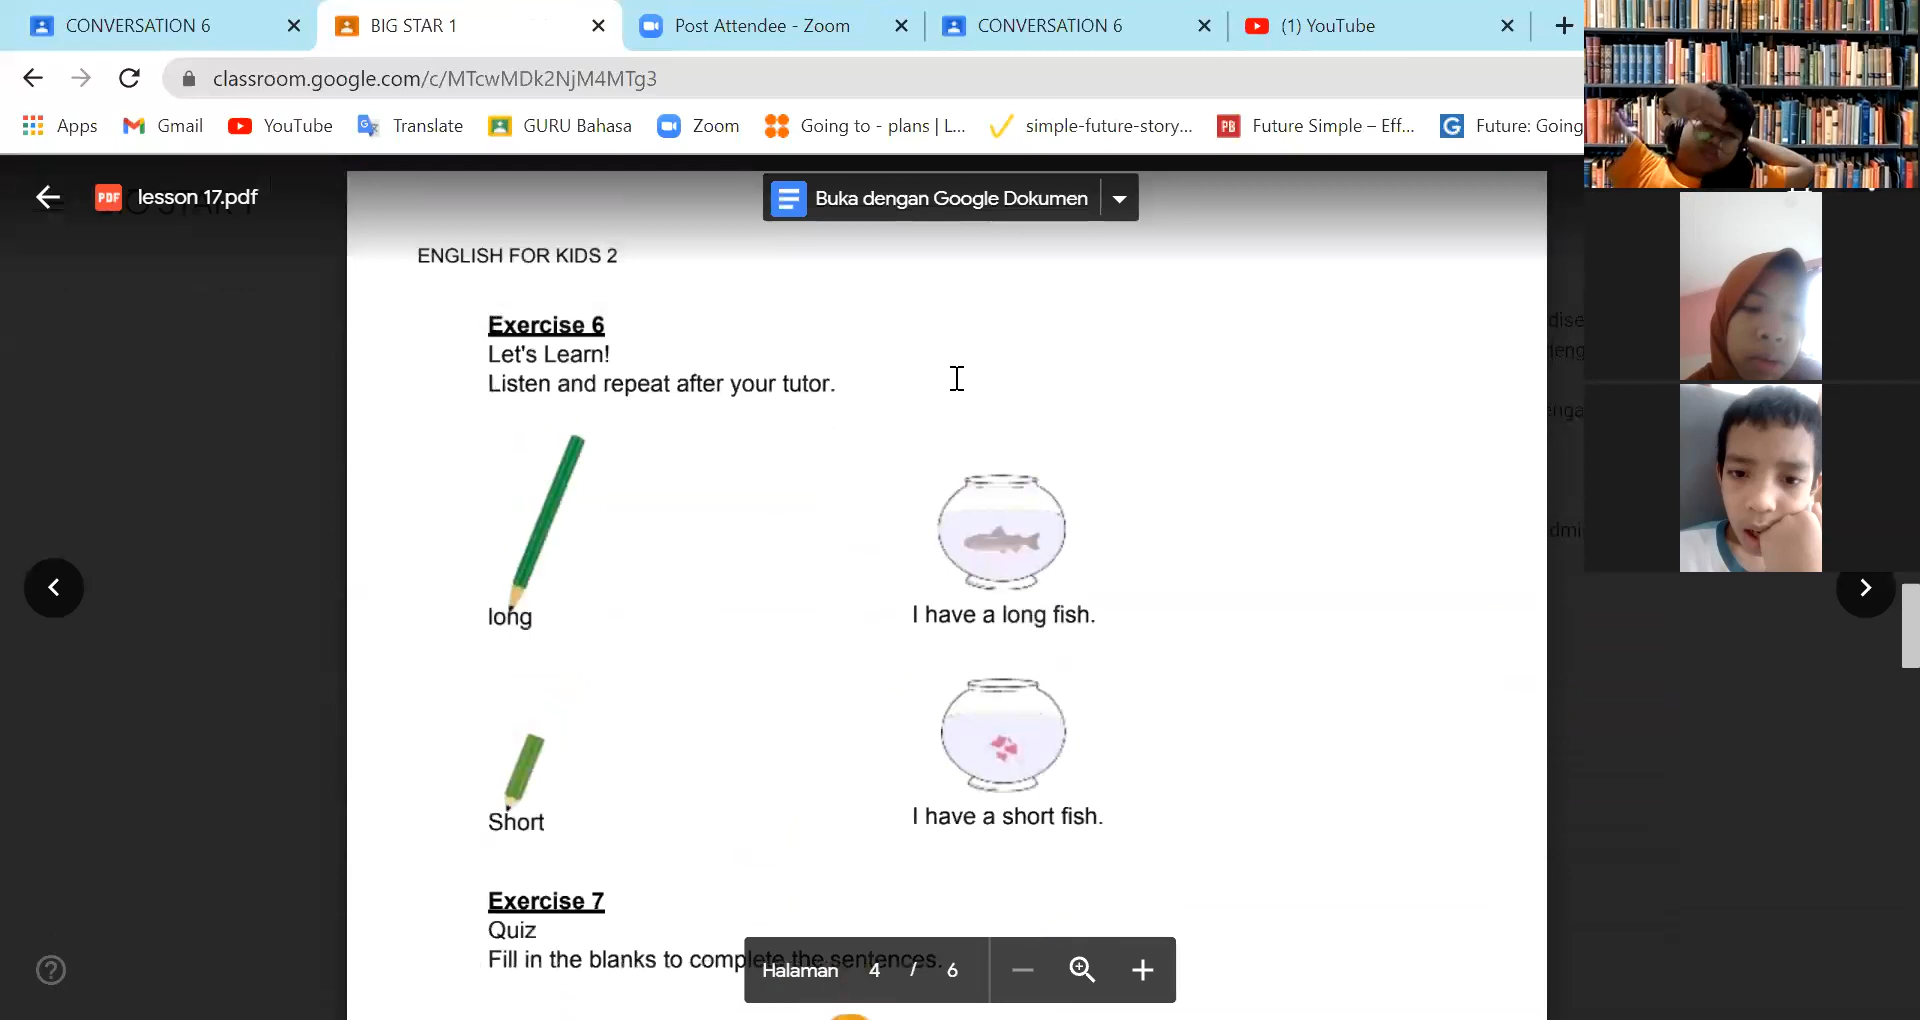 CONVERSATION 6
BIG STAR 1
Post Attendee - Zoom
CONVERSATION 6
(1) YouTube
classroom.google.com/c/MTcwMDk2NjM4MTg3
Apps
Gmail
YouTube
Translate
GURU Bahasa
Zoom
Going to - plans | L...
simple-future-story...
PB
Future Simple – Eff...
Future: Going
PDF
lesson 17.pdf
Buka dengan Google Dokumen
ENGLISH FOR KIDS 2
Exercise 6
Let's Learn!
Listen and repeat after your tutor.
long
I have a long fish.
Short
I have a short fish.
Exercise 7
Quiz
Fill in the blanks to complete the sentences.
Halaman 4 / 6